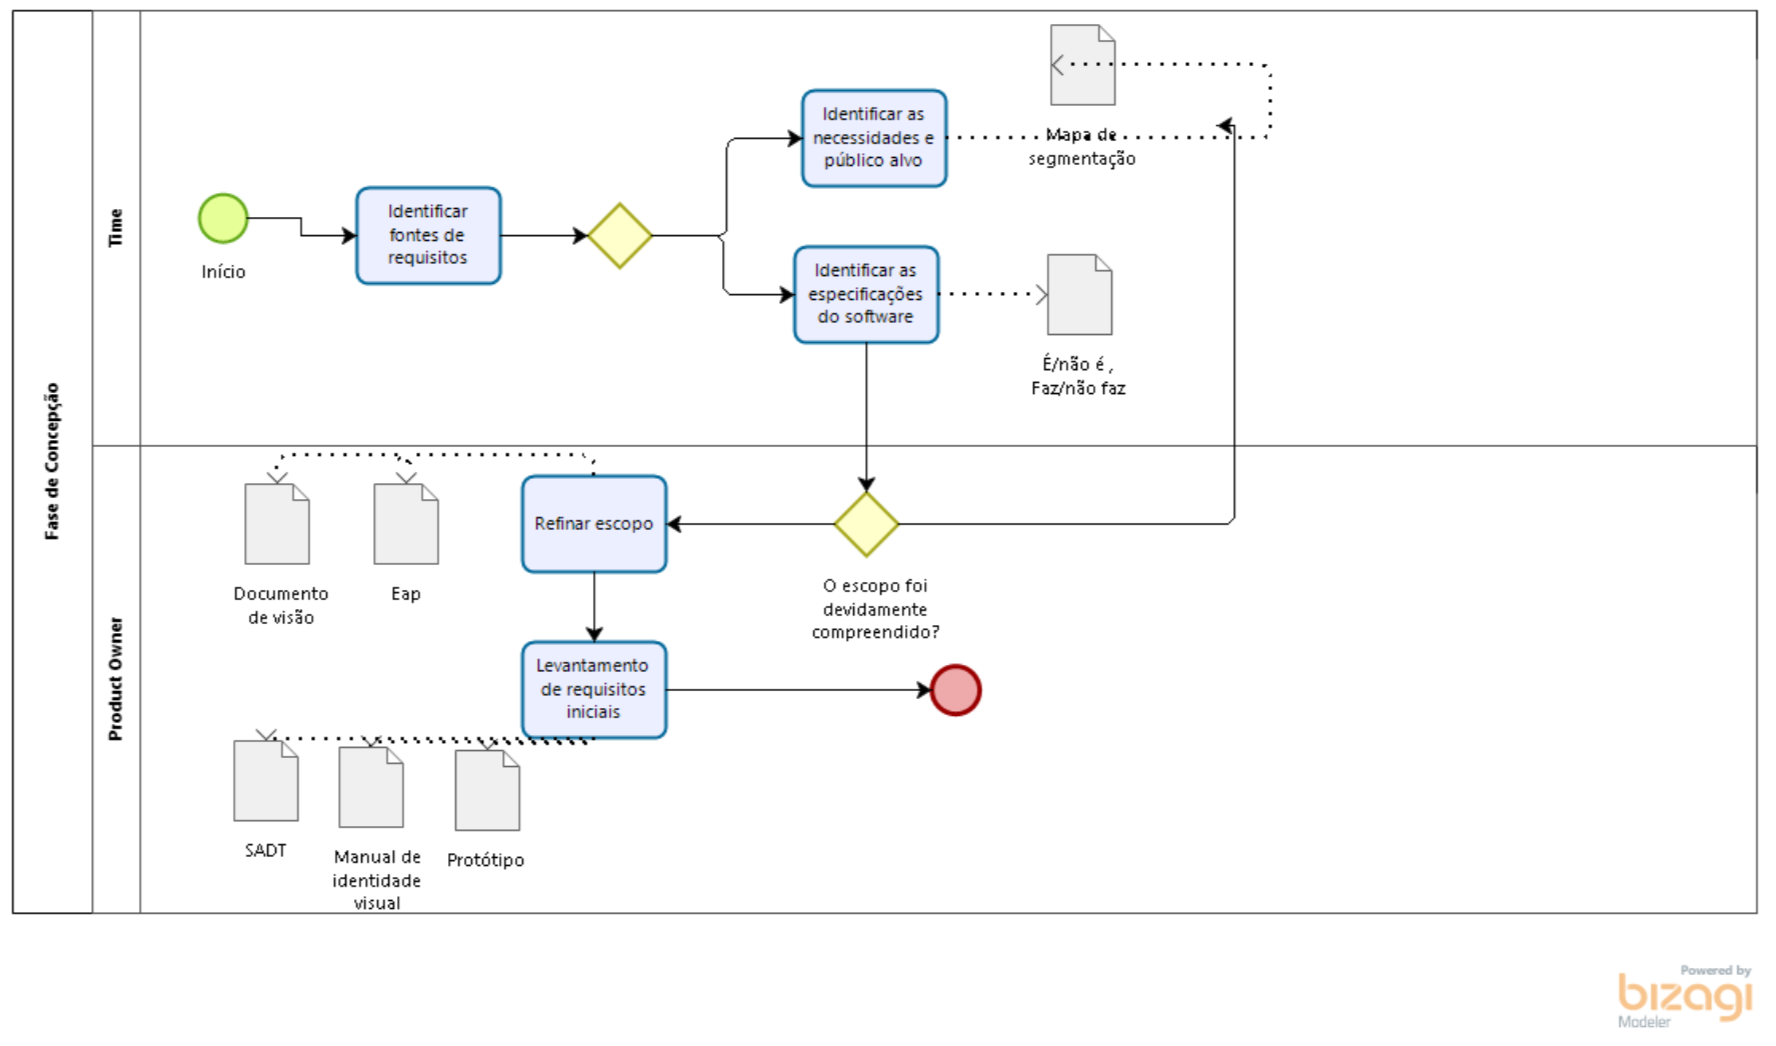 Fase de Concepção
Time
Início
Identificar
fontes de
requisitos
Identificar as
necessidades e
público alvo
Mapa de
segmentação
Identificar as
especificações
do software
É/não é ,
Faz/não faz
Product Owner
Documento
de visão
Eap
Refinar escopo
O escopo foi
devidamente
compreendido?
Levantamento
de requisitos
iniciais
SADT
Manual de
identidade
visual
Protótipo
Powered by
bizagi
Modeler